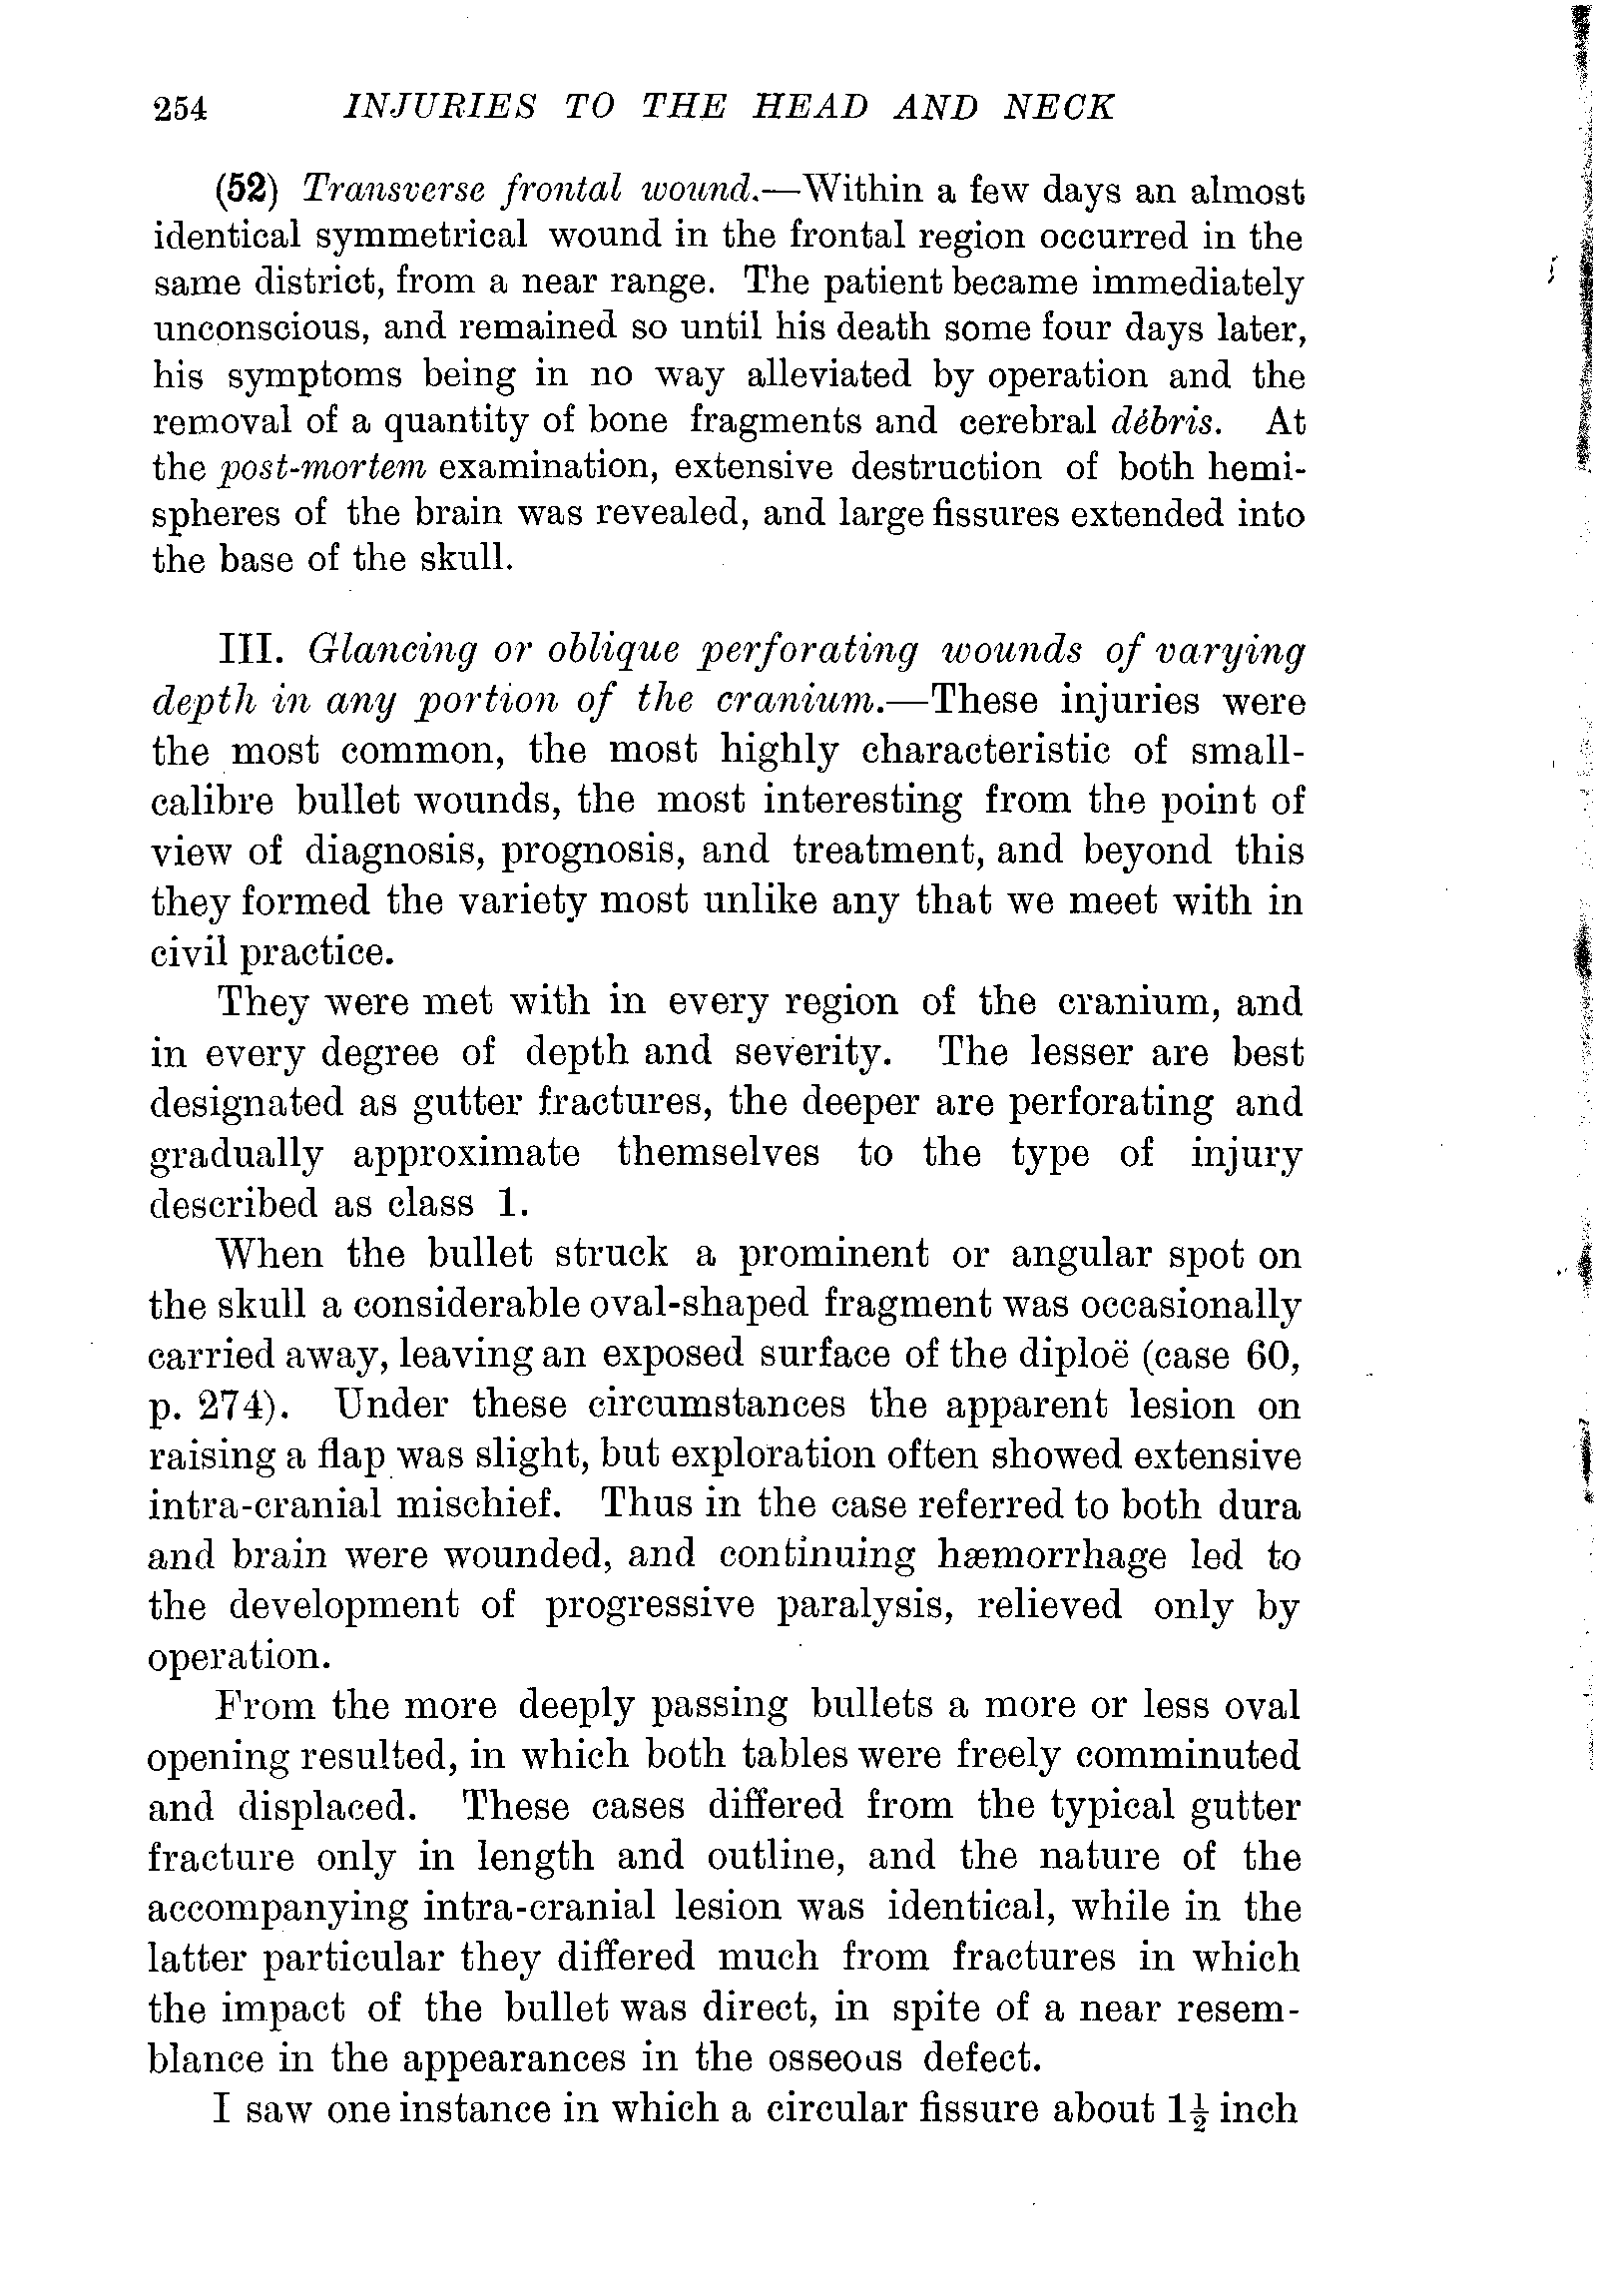 254 INJURIES TO THE HEAD AND NECK
(52) Transverse frontal wound.—Within a few days an almost
identical symmetrical wound in the frontal region occurred in the
same district, from a near range. The patient became immediately
unconscious, and remained so until his death some four days later,
his symptoms being in no way alleviated by operation and the
removal of a quantity of bone fragments and cerebral débris. At
the post-mortem examination, extensive destruction of both hemi-
spheres of the brain was revealed, and large fissures extended into
the base of the skull.
III. Glancing or oblique perforating wounds of varying
depth in any portion of the cranium.—These injuries were
the most common, the most highly characteristic of small-
calibre bullet wounds, the most interesting from the point of
view of diagnosis, prognosis, and treatment, and beyond this
they formed the variety most unlike any that we meet with in
civil practice.
They were met with in every region of the cranium, and
in every degree of depth and severity. The lesser are best
designated as gutter fractures, the deeper are perforating and
gradually approximate themselves to the type of injury
described as class 1.
When the bullet struck a prominent or angular spot on
the skull a considerable oval-shaped fragment was occasionally
carried away, leaving an exposed surface of the diploë (case 60,
p. 274). Under these circumstances the apparent lesion on
raising a flap was slight, but exploration often showed extensive
intra-cranial mischief. Thus in the case referred to both dura
and brain were wounded, and continuing hæmorrhage led to
the development of progressive paralysis, relieved only by
operation.
From the more deeply passing bullets a more or less oval
opening resulted, in which both tables were freely comminuted
and displaced. These cases differed from the typical gutter
fracture only in length and outline, and the nature of the
accompanying intra-cranial lesion was identical, while in the
latter particular they differed much from fractures in which
the impact of the bullet was direct, in spite of a near resem-
blance in the appearances in the osseous defect.
I saw one instance in which a circular fissure about 1½ inch